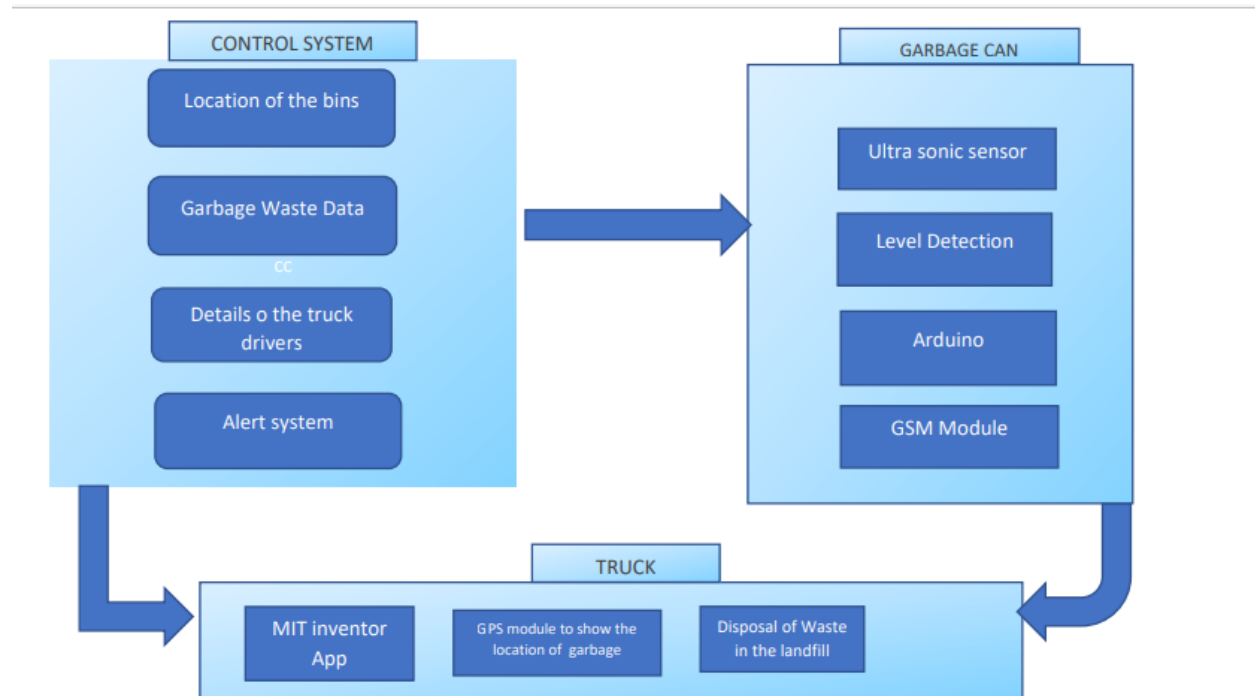 CONTROL SYSTEM
Location of the bins
Garbage Waste Data
cc
Details o the truck
drivers
Alert system
GARBAGE CAN
Ultra sonic sensor
Level Detection
Arduino
GSM Module
TRUCK
MIT inventor
App
GPS module to show the
location of garbage
Disposal of Waste
in the landfill